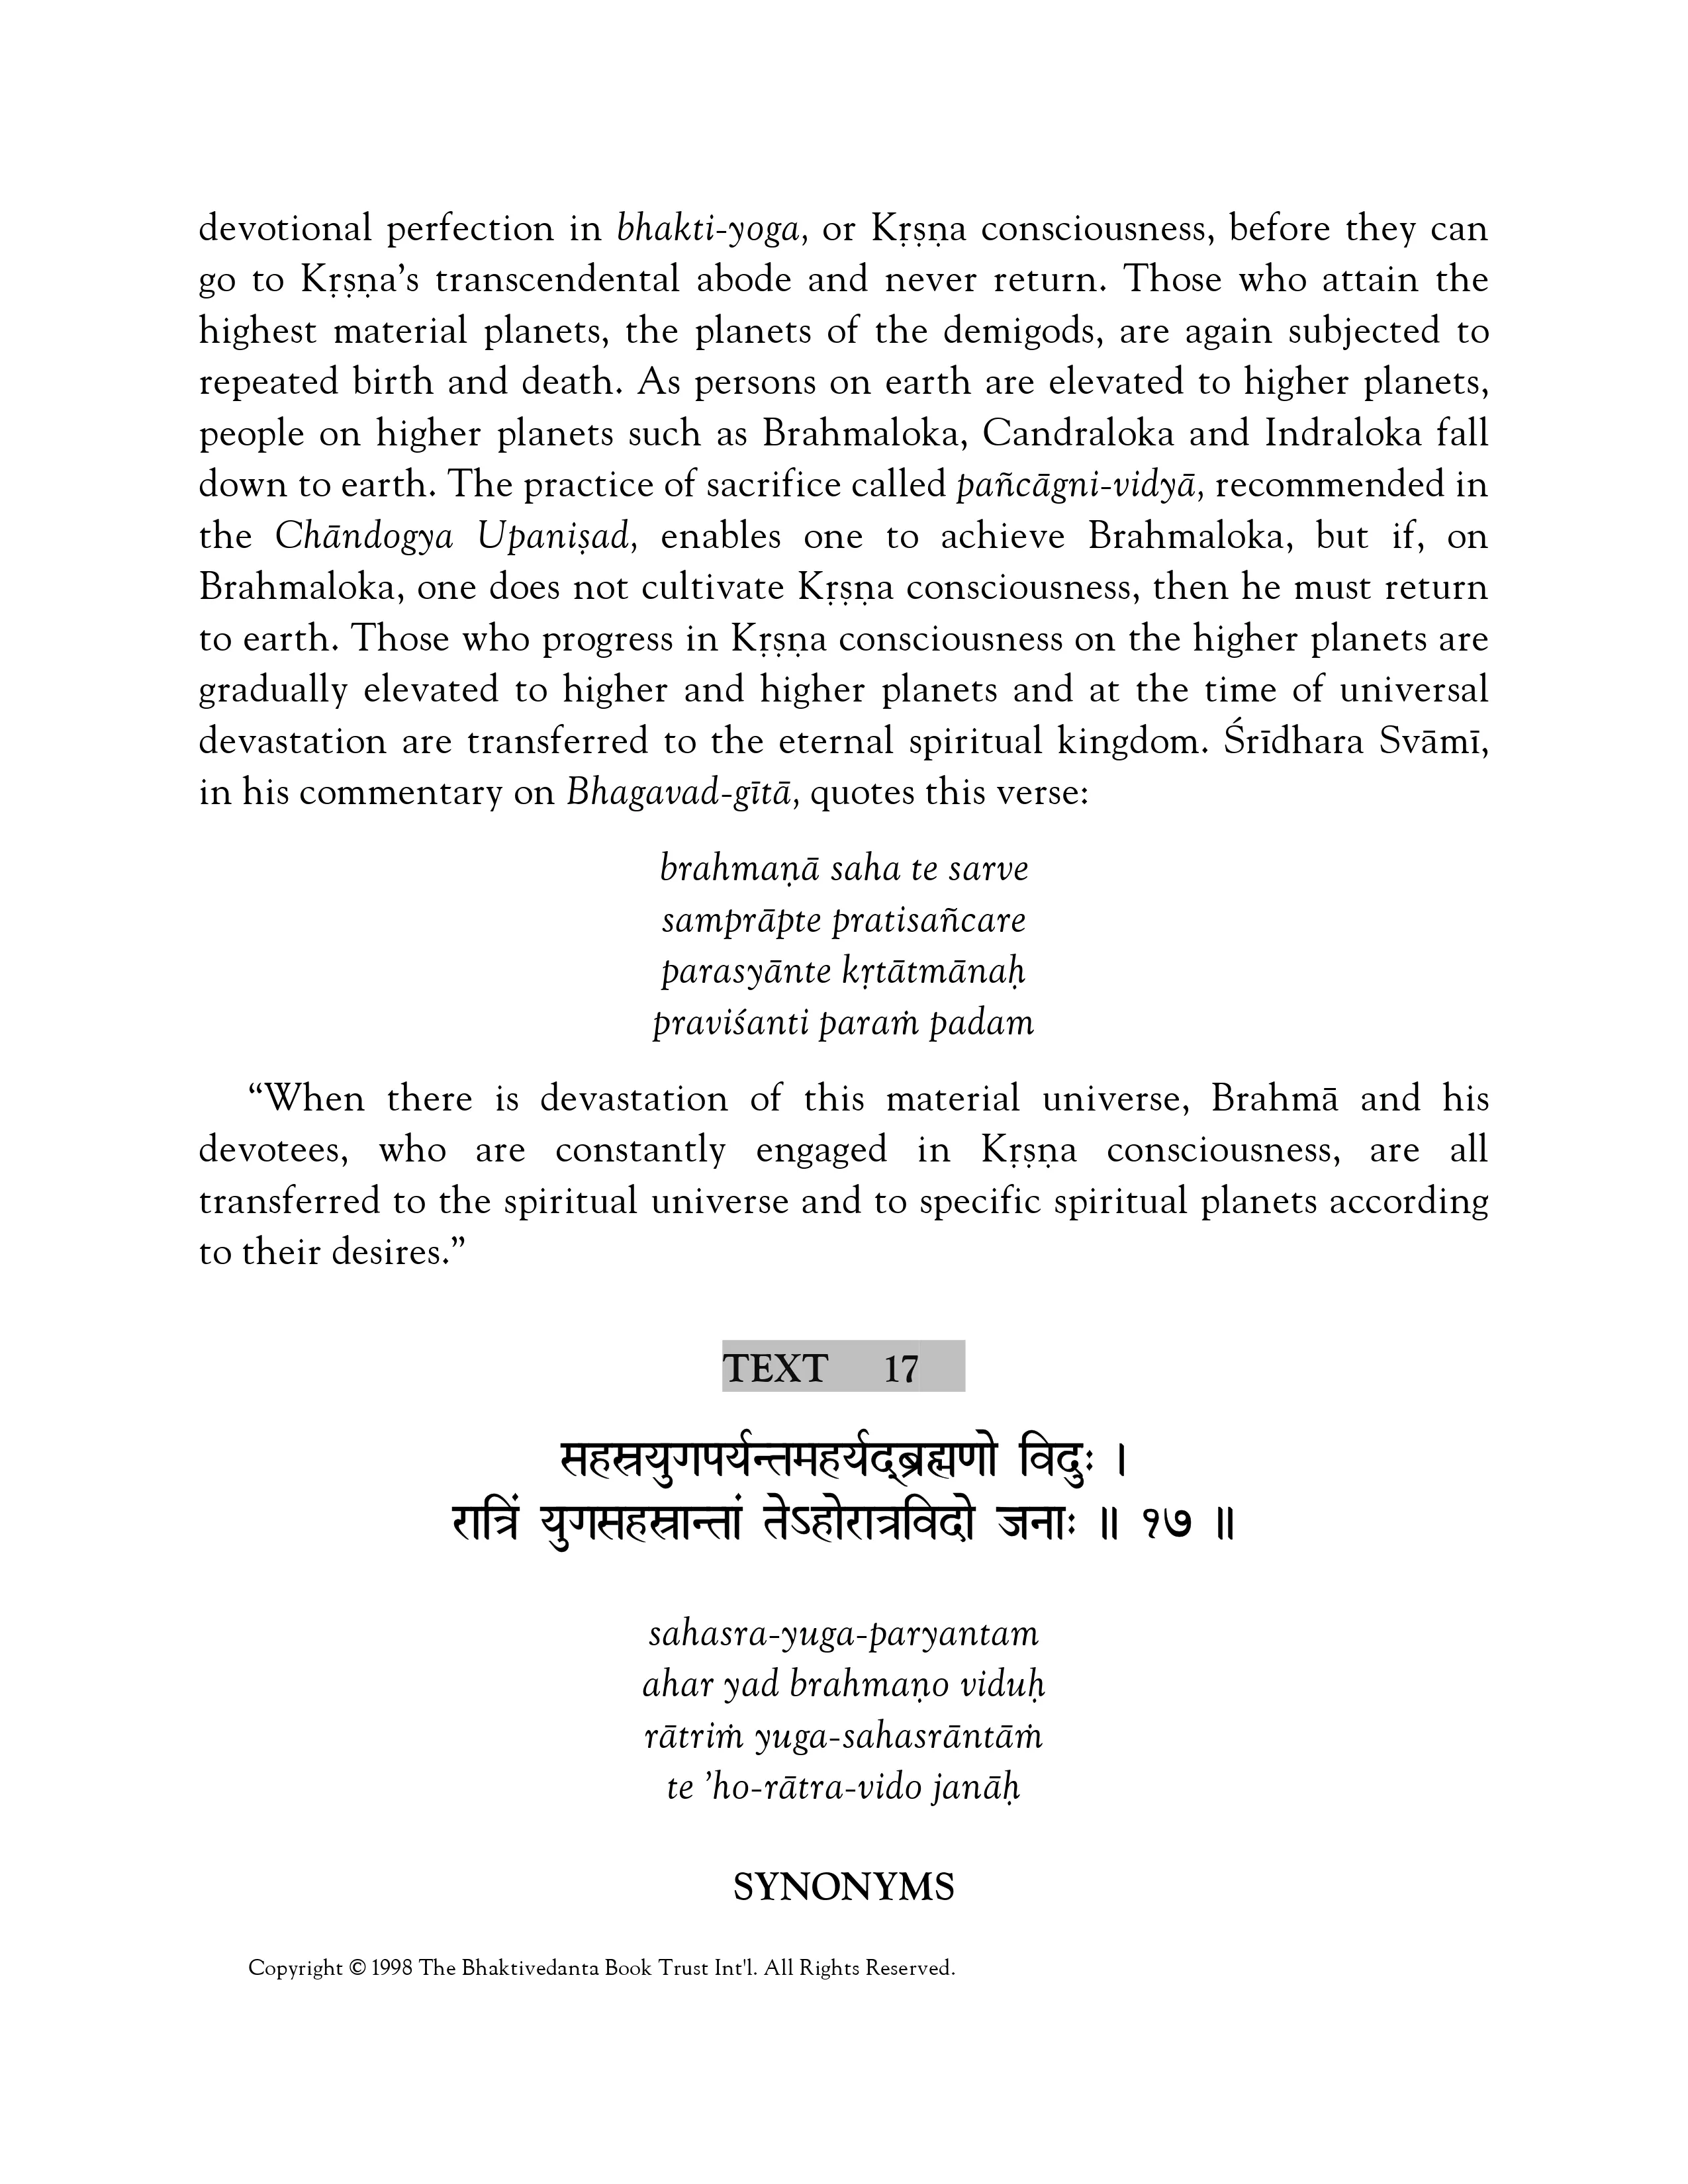 devotional perfection in bhakti-yoga, or Kṛṣṇa consciousness, before they can
go to Kṛṣṇa’s transcendental abode and never return. Those who attain the
highest material planets, the planets of the demigods, are again subjected to
repeated birth and death. As persons on earth are elevated to higher planets,
people on higher planets such as Brahmaloka, Candraloka and Indraloka fall
down to earth. The practice of sacrifice called pañcāgni-vidyā, recommended in
the Chāndogya Upaniṣad, enables one to achieve Brahmaloka, but if, on
Brahmaloka, one does not cultivate Kṛṣṇa consciousness, then he must return
to earth. Those who progress in Kṛṣṇa consciousness on the higher planets are
gradually elevated to higher and higher planets and at the time of universal
devastation are transferred to the eternal spiritual kingdom. Śrīdhara Svāmī,
in his commentary on Bhagavad-gītā, quotes this verse:
brahmaṇā saha te sarve
samprāpte pratisañcare
parasyānte kṛtātmānaḥ
praviśanti paraṁ padam
“When there is devastation of this material universe, Brahmā and his
devotees, who are constantly engaged in Kṛṣṇa consciousness, are all
transferred to the spiritual universe and to specific spiritual planets according
to their desires.”
TEXT 17
सहस्रयुगपर्यन्तमहर्यद्ब्रह्मणो विदुः ।
रात्रिं युगसहस्रान्तां तेऽहोरात्रविदो जनाः ॥ १७ ॥
sahasra-yuga-paryantam
ahar yad brahmaṇo viduḥ
rātriṁ yuga-sahasrāntāṁ
te ’ho-rātra-vido janāḥ
SYNONYMS
Copyright © 1998 The Bhaktivedanta Book Trust Int'l. All Rights Reserved.